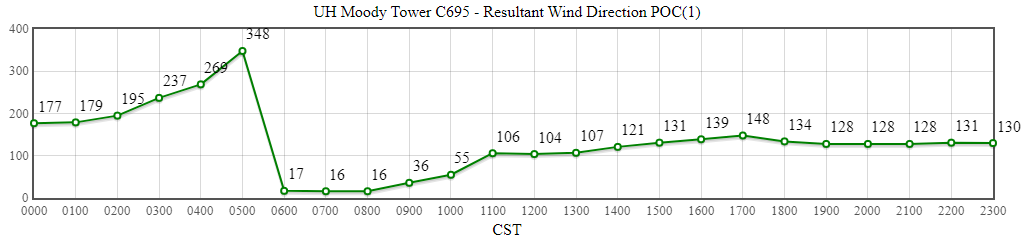 UH Moody Tower C695 - Resultant Wind Direction POC(1)
400
300
200
100
0
177 179 195 237 269 348 17 16 16 36 55 106 104 107 121 131 139 148 134 128 128 128 131 130
0000 0100 0200 0300 0400 0500 0600 0700 0800 0900 1000 1100 1200 1300 1400 1500 1600 1700 1800 1900 2000 2100 2200 2300
CST